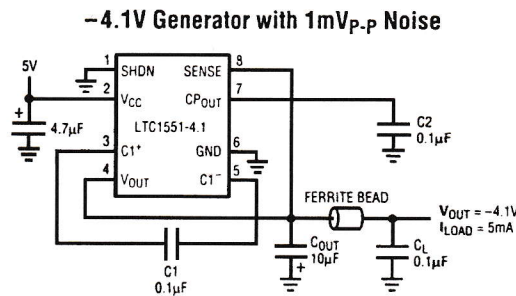 –4.1V Generator with 1mVP-P Noise
5V
1 SHDN SENSE 8
2 VCC CPOUT 7
LTC1551-4.1
+
4.7µF
3 C1+ GND 6
4 VOUT C1– 5
C2
0.1µF
FERRITE BEAD
VOUT = –4.1V
ILOAD = 5mA
COUT
10µF
+
CL
0.1µF
C1
0.1µF